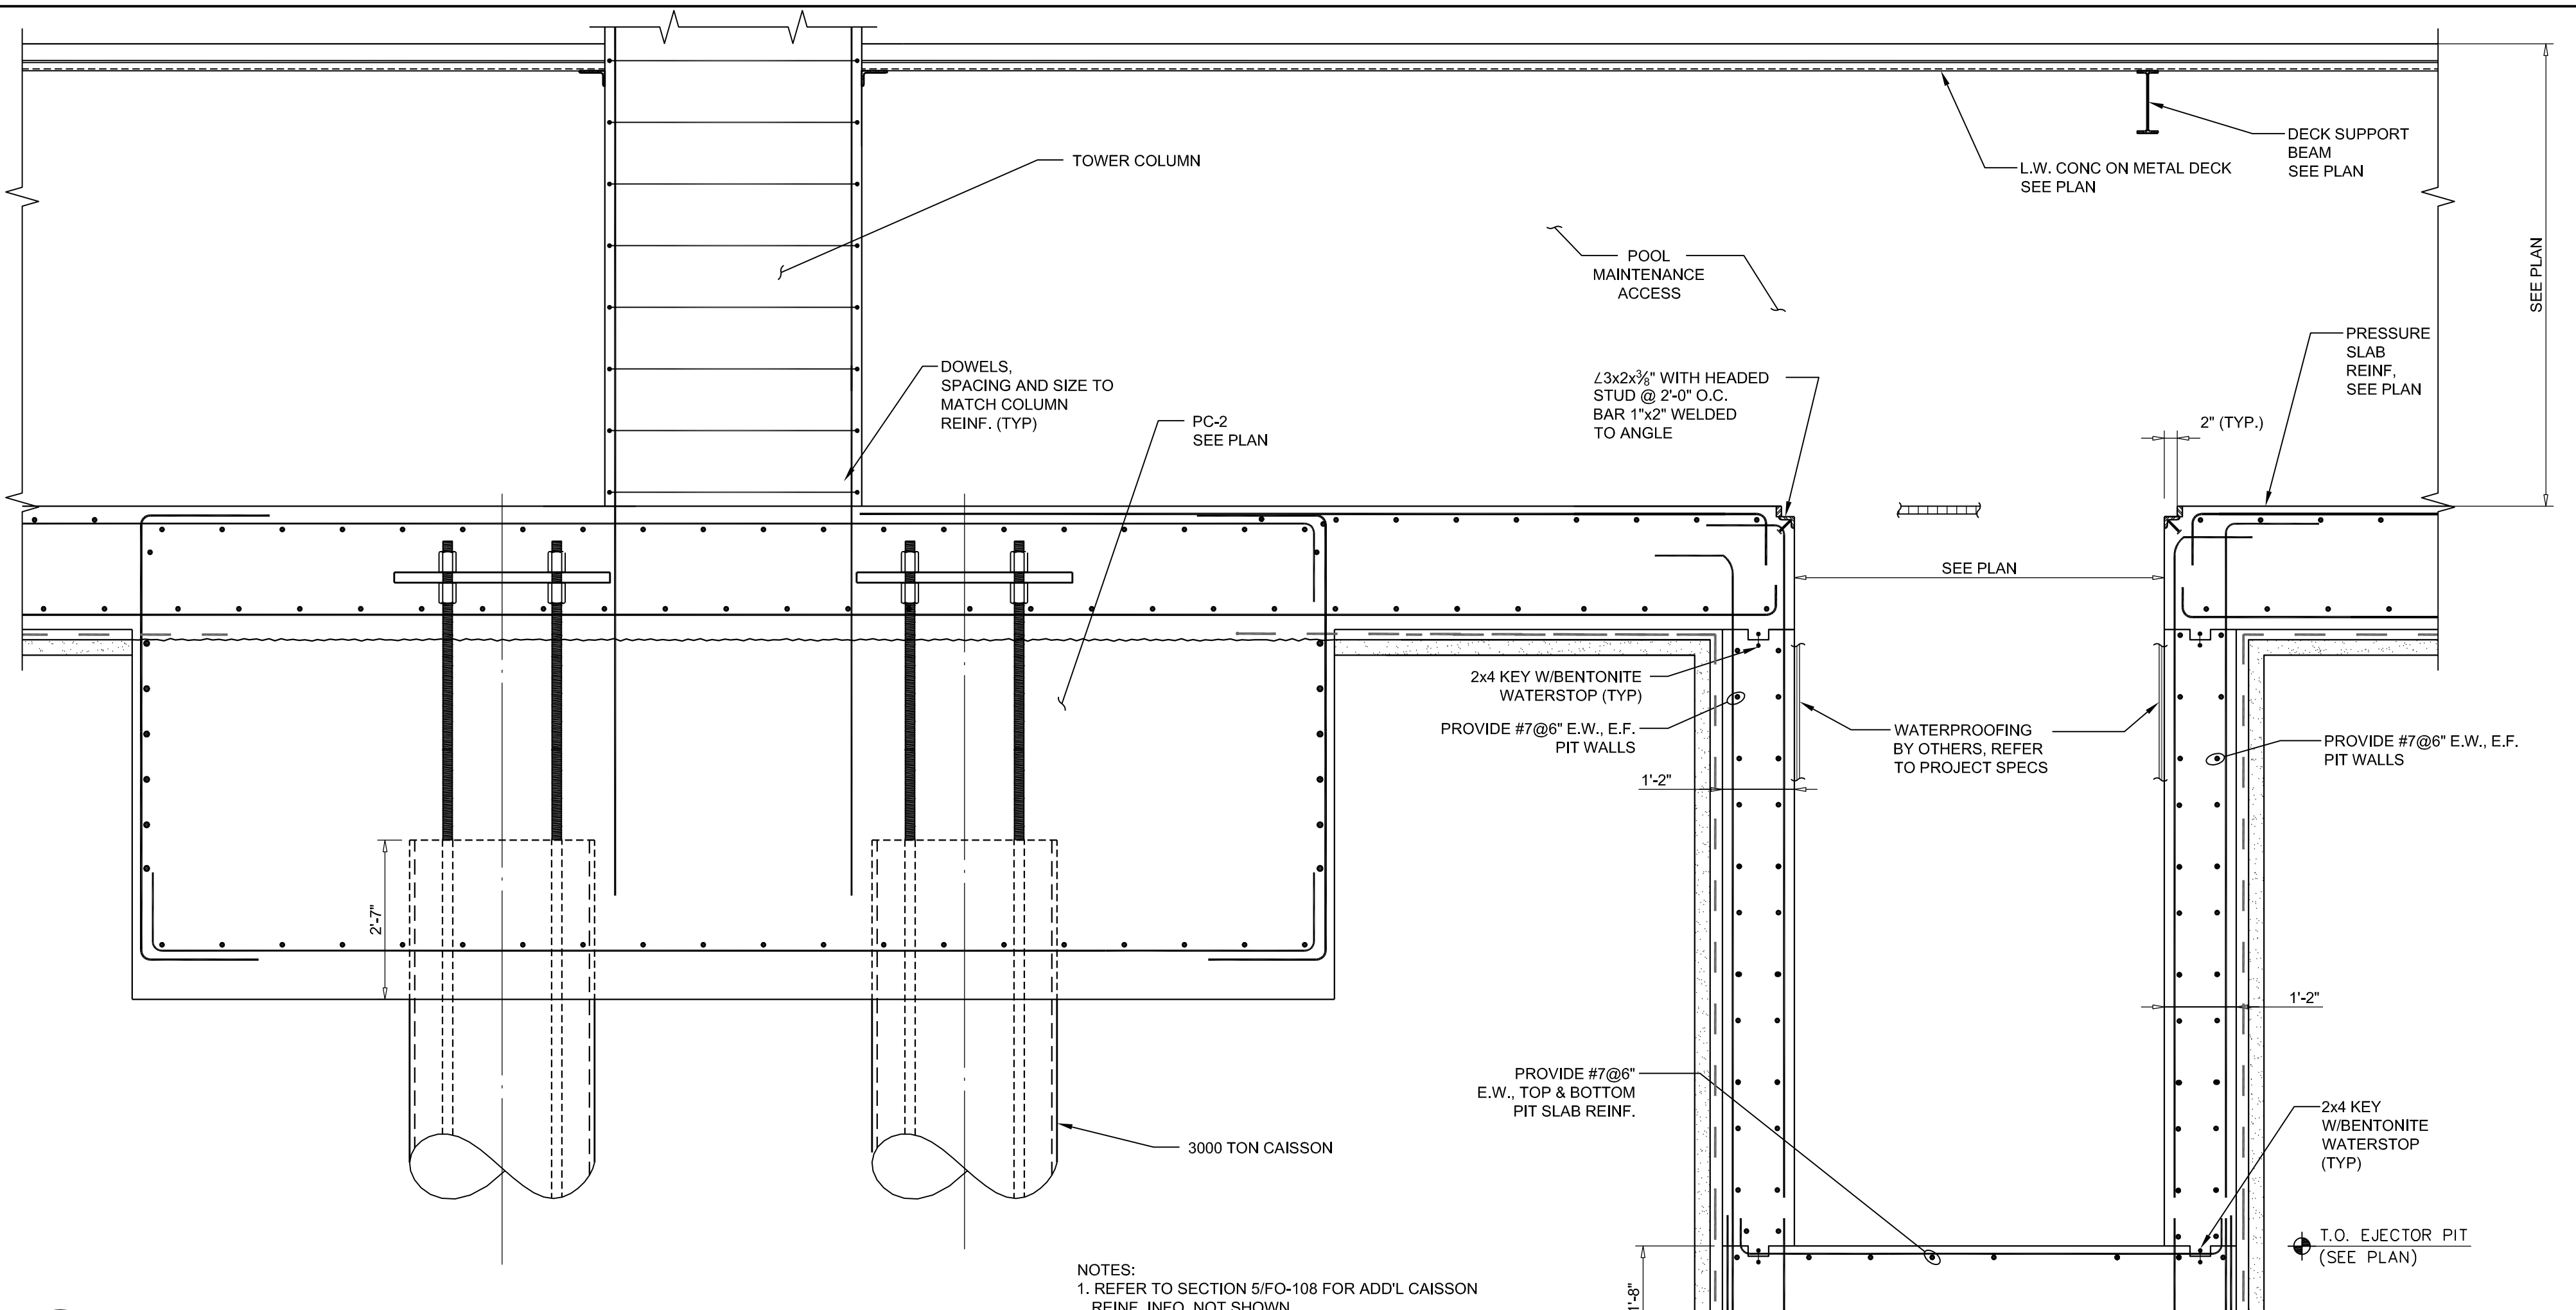 TOWER COLUMN
DECK SUPPORT
BEAM
SEE PLAN
L.W. CONC ON METAL DECK
SEE PLAN
SEE PLAN
POOL
MAINTENANCE
ACCESS
DOWELS,
SPACING AND SIZE TO
MATCH COLUMN
REINF. (TYP)
PC-2
SEE PLAN
∠3x2x⅜" WITH HEADED
STUD @ 2'-0" O.C.
BAR 1"x2" WELDED
TO ANGLE
PRESSURE
SLAB
REINF,
SEE PLAN
2" (TYP.)
SEE PLAN
2x4 KEY W/BENTONITE
WATERSTOP (TYP)
PROVIDE #7@6" E.W., E.F.
PIT WALLS
WATERPROOFING
BY OTHERS, REFER
TO PROJECT SPECS
PROVIDE #7@6" E.W., E.F.
PIT WALLS
1'-2"
2'-7"
1'-2"
PROVIDE #7@6"
E.W., TOP & BOTTOM
PIT SLAB REINF.
2x4 KEY
W/BENTONITE
WATERSTOP
(TYP)
3000 TON CAISSON
T.O. EJECTOR PIT
(SEE PLAN)
NOTES:
1. REFER TO SECTION 5/FO-108 FOR ADD'L CAISSON
REINF. INFO. NOT SHOWN
1'-8"